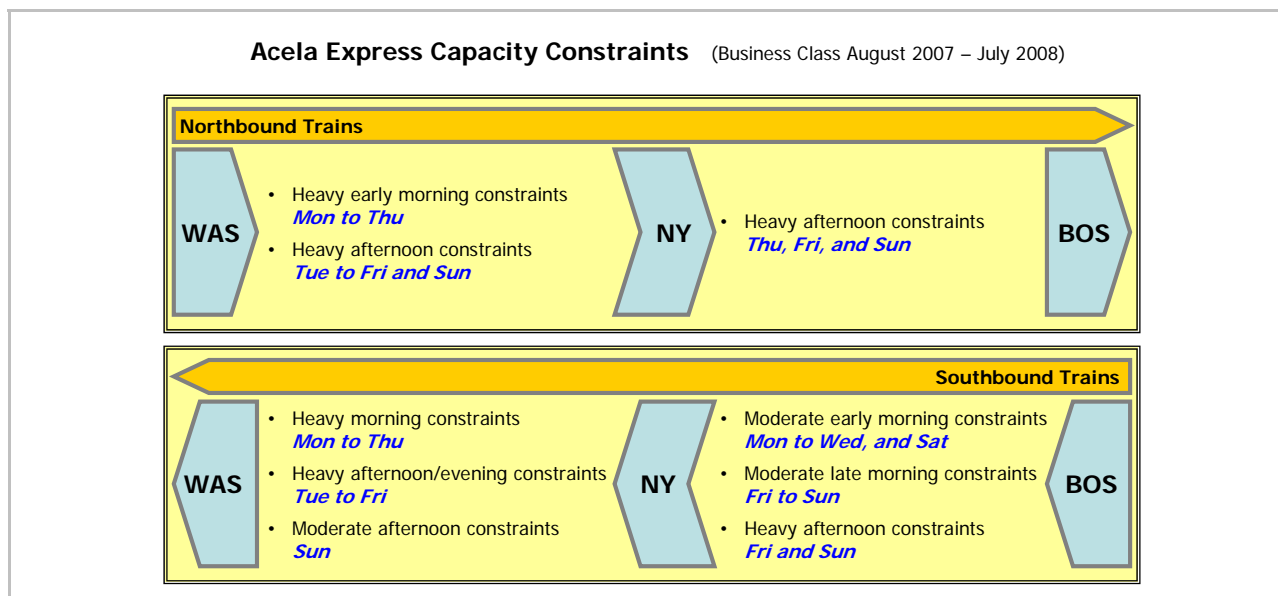 Acela Express Capacity Constraints (Business Class August 2007 – July 2008)
Northbound Trains
WAS
• Heavy early morning constraints
Mon to Thu
• Heavy afternoon constraints
Tue to Fri and Sun
NY
• Heavy afternoon constraints
Thu, Fri, and Sun
BOS
Southbound Trains
WAS
• Heavy morning constraints
Mon to Thu
• Heavy afternoon/evening constraints
Tue to Fri
• Moderate afternoon constraints
Sun
NY
• Moderate early morning constraints
Mon to Wed, and Sat
• Moderate late morning constraints
Fri to Sun
• Heavy afternoon constraints
Fri and Sun
BOS